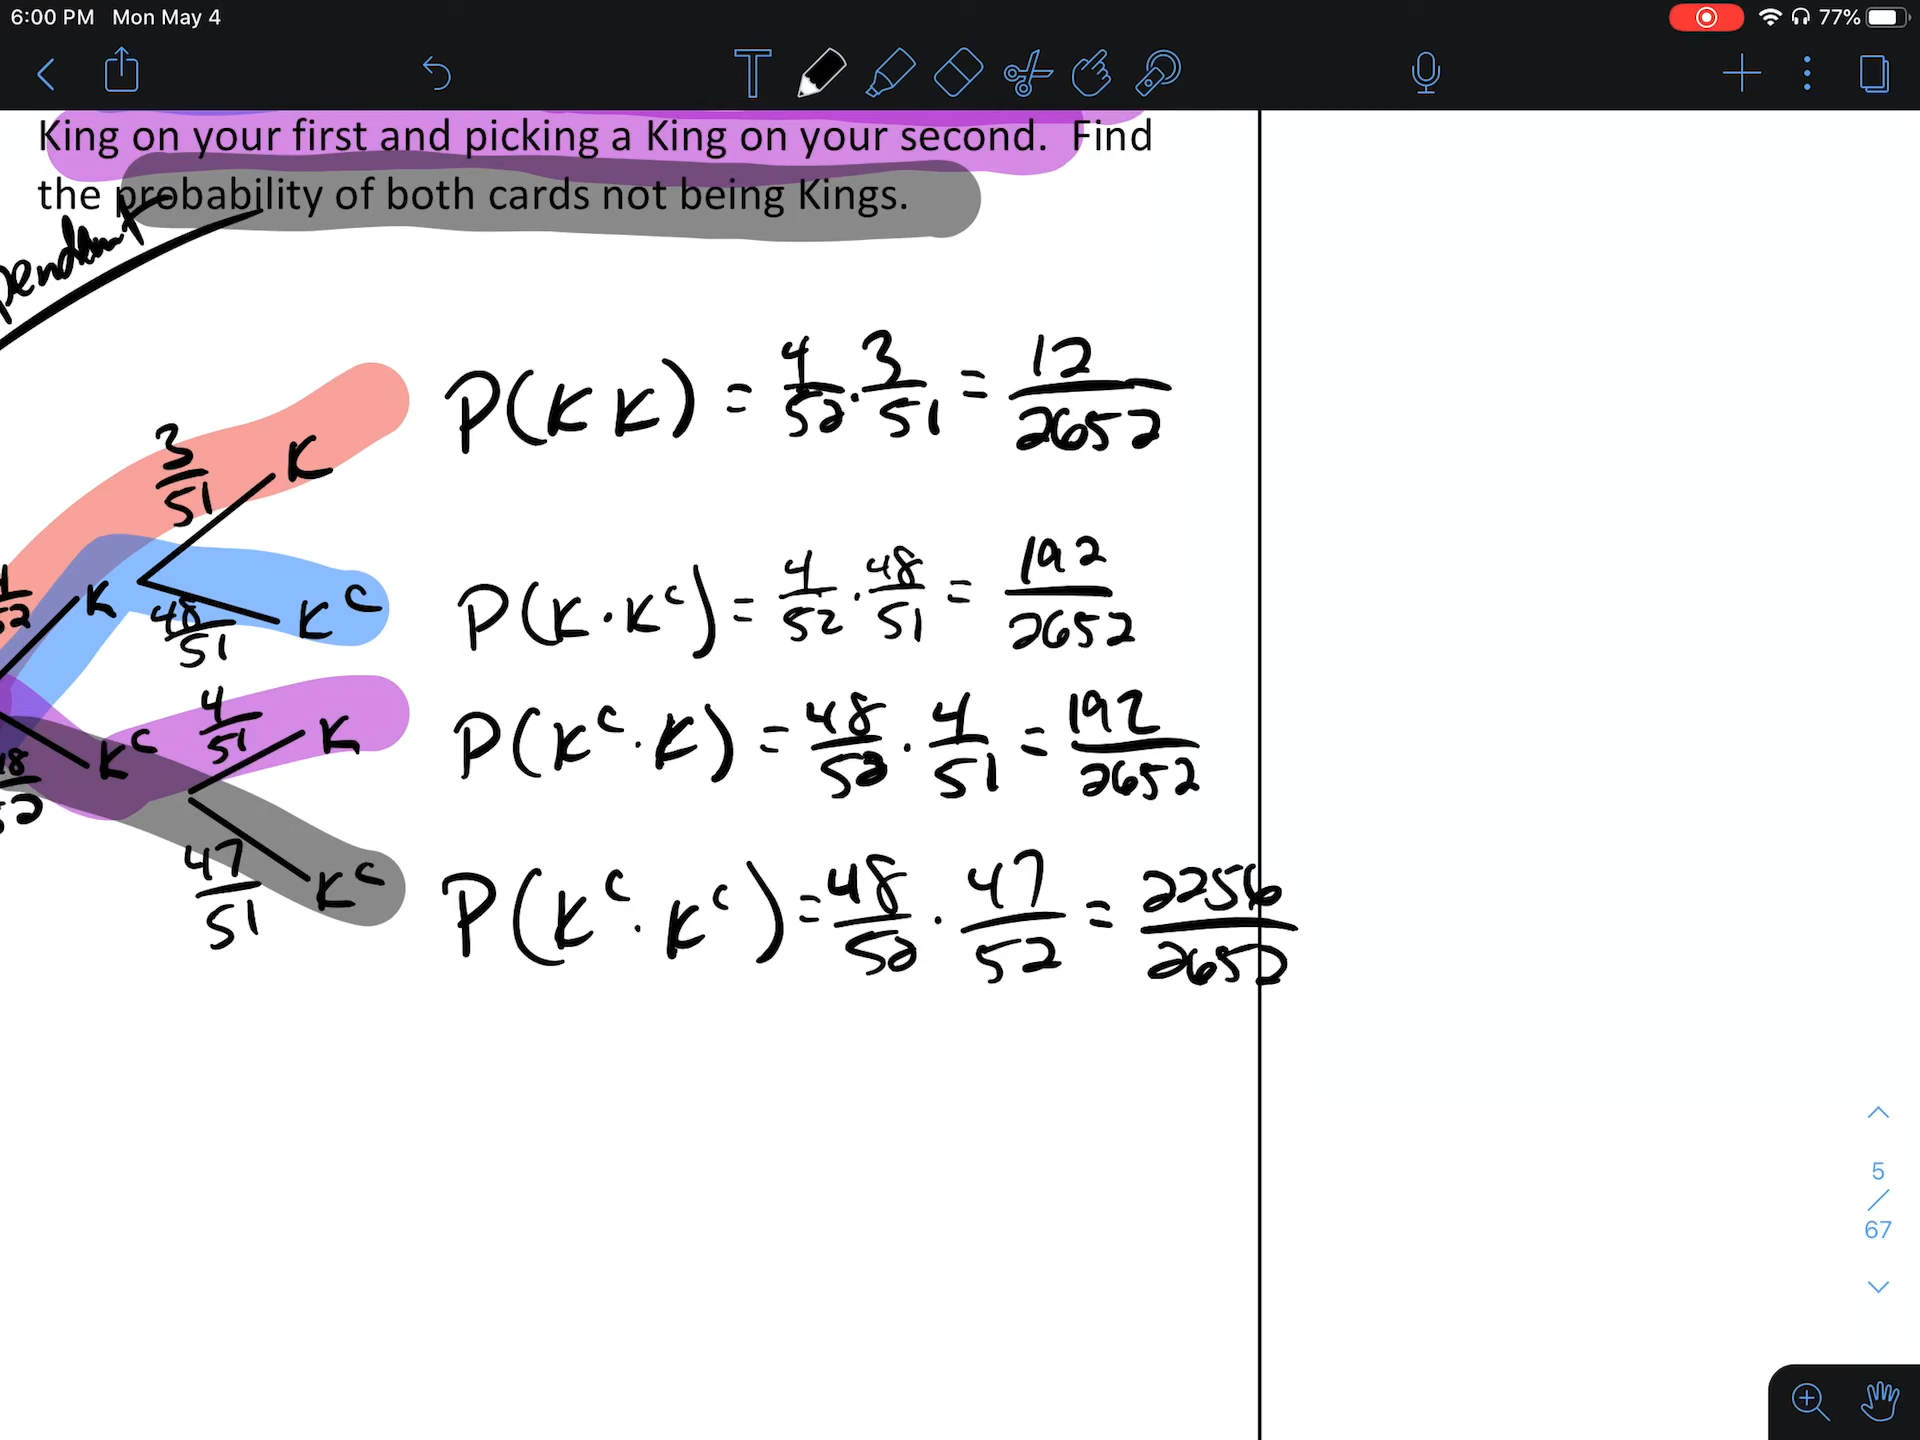 6:00 PM Mon May 4
77%
T
King on your first and picking a King on your second. Find
the probability of both cards not being Kings.
pendent
P(K K) = 4/52 · 3/51 = 12/2652
3/51 K
P(K · K^c) = 4/52 · 48/51 = 192/2652
K 48/51 K^c
P(K^c · K) = 48/52 · 4/51 = 192/2652
K^c 4/51 K
P(K^c · K^c) = 48/52 · 47/52 = 2256/2652
47/51 K^c
5
/
67